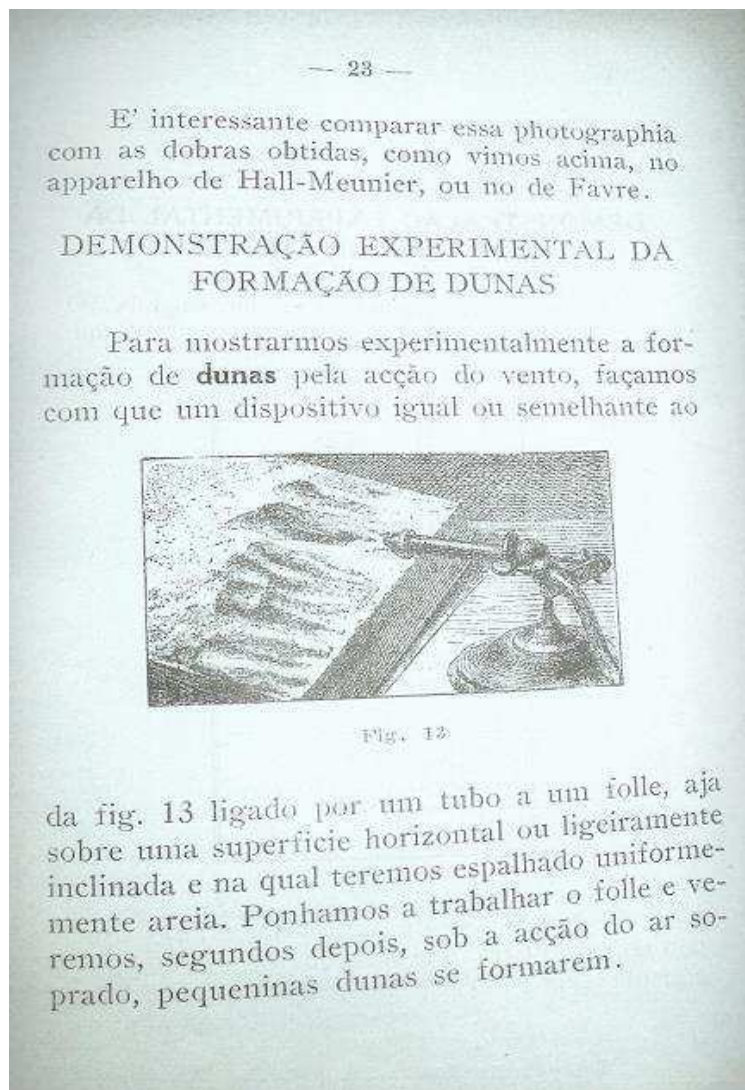 — 23 —
E' interessante comparar essa photographia
com as dobras obtidas, como vimos acima, no
apparelho de Hall-Meunier, ou no de Favre.
DEMONSTRAÇÃO EXPERIMENTAL DA
FORMAÇÃO DE DUNAS
Para mostrarmos experimentalmente a for-
mação de dunas pela acção do vento, façamos
com que um dispositivo igual ou semelhante ao
Fig. 13
da fig. 13 ligado por um tubo a um folle, aja
sobre uma superficie horizontal ou ligeiramente
inclinada e na qual teremos espalhado uniforme-
mente areia. Ponhamos a trabalhar o folle e ve-
remos, segundos depois, sob a acção do ar so-
prado, pequeninas dunas se formarem.